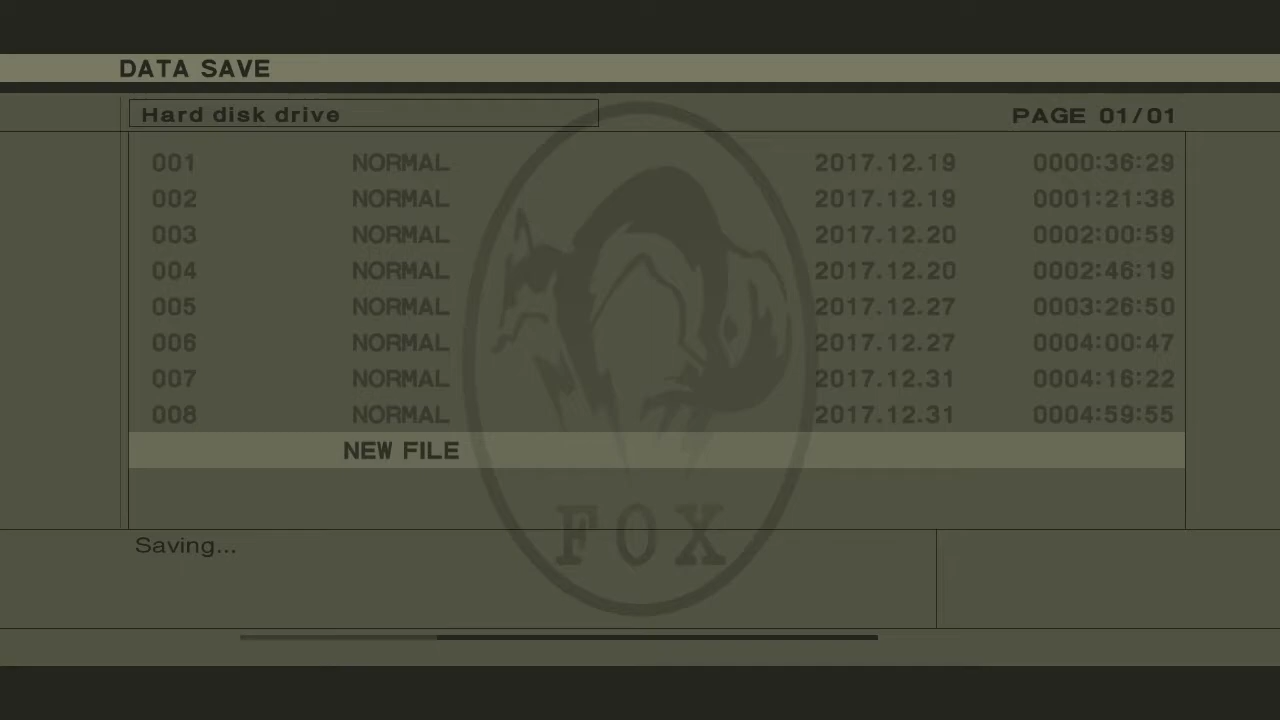 DATA SAVE
Hard disk drive PAGE 01/01
001 NORMAL 2017.12.19 0000:36:29
002 NORMAL 2017.12.19 0001:21:38
003 NORMAL 2017.12.20 0002:00:59
004 NORMAL 2017.12.20 0002:46:19
005 NORMAL 2017.12.27 0003:26:50
006 NORMAL 2017.12.27 0004:00:47
007 NORMAL 2017.12.31 0004:16:22
008 NORMAL 2017.12.31 0004:59:55
NEW FILE
FOX
Saving...